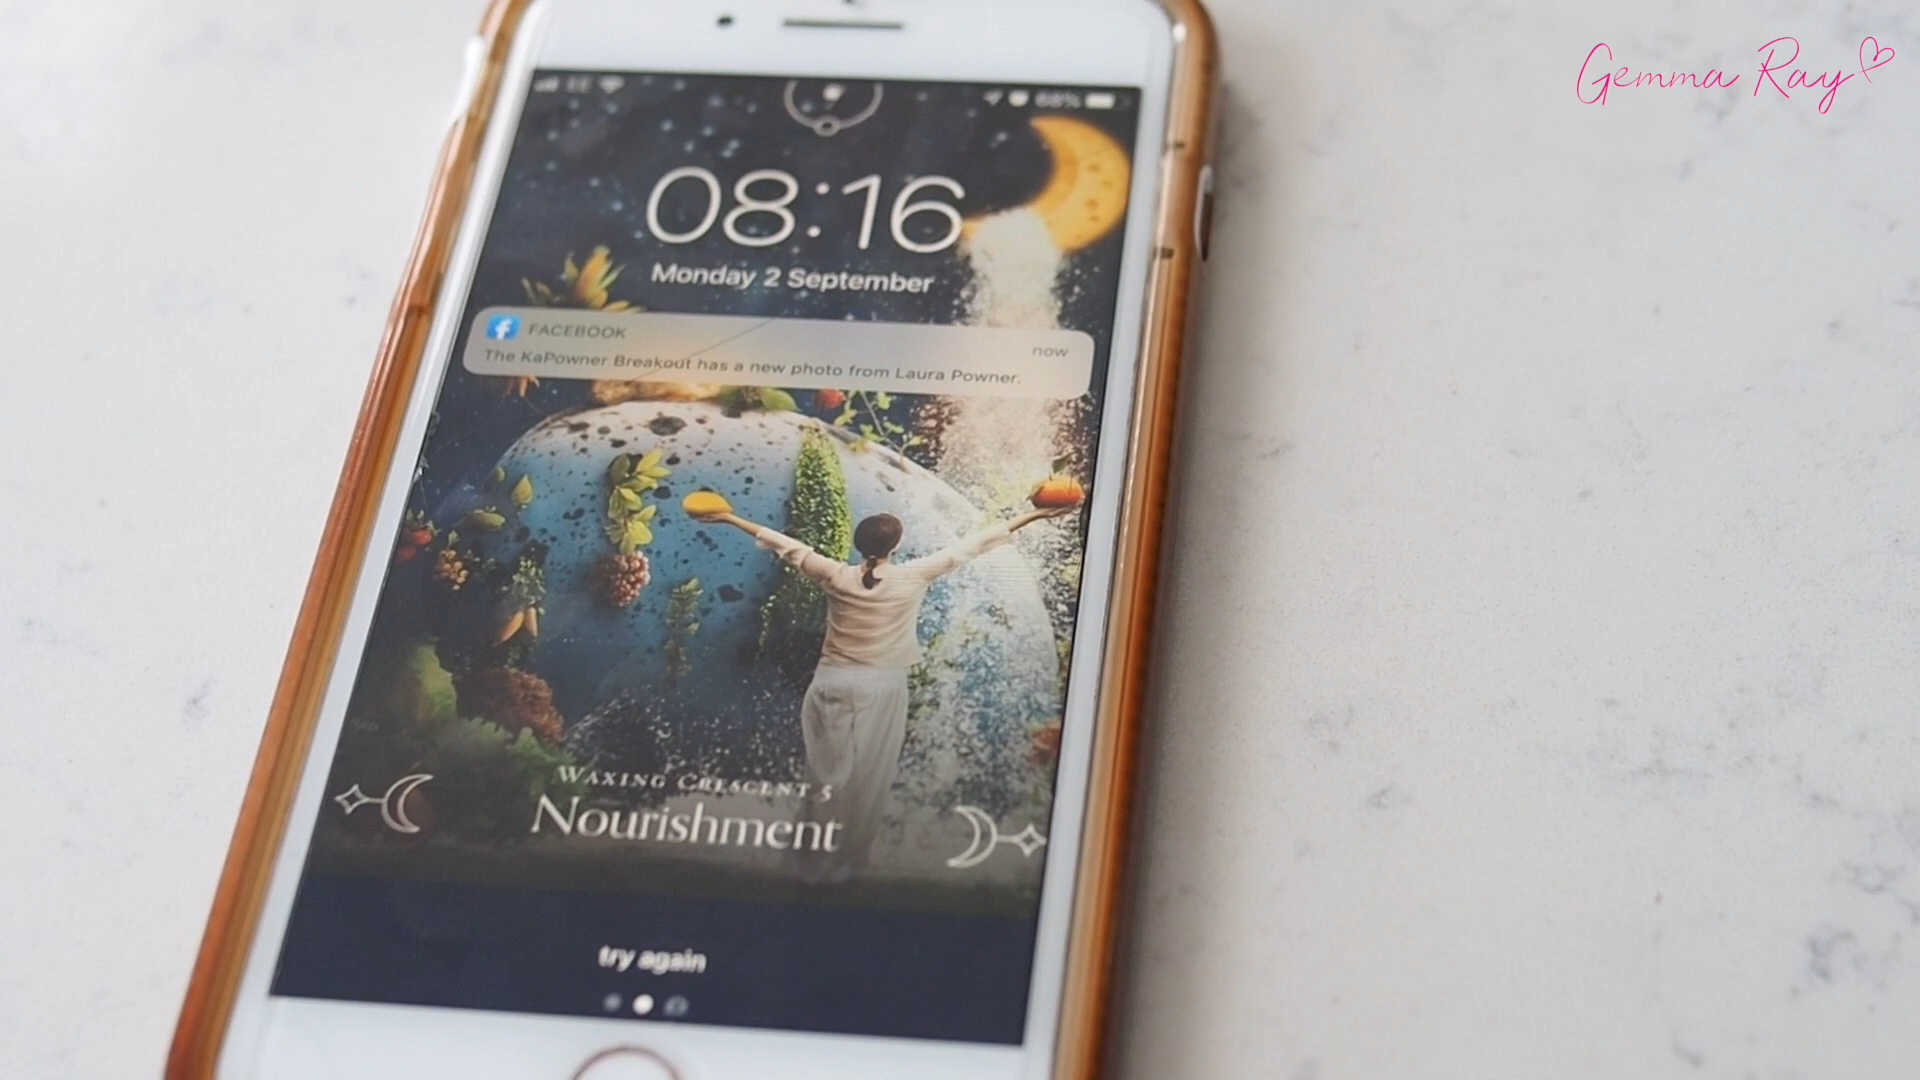 Gemma Ray
68%
08:16
Monday 2 September
FACEBOOK
now
The KaPowner Breakout has a new photo from Laura Powner.
WAXING CRESCENT 5
Nourishment
try again